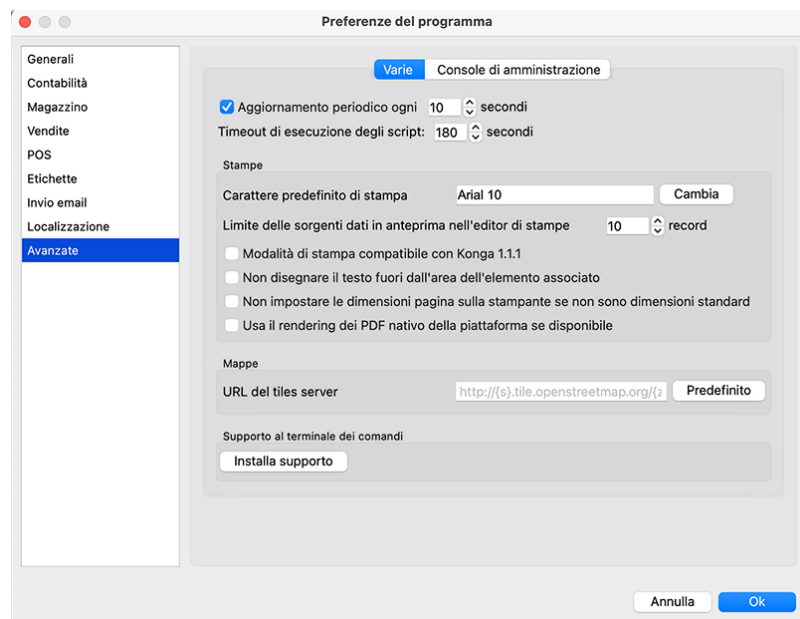 Preferenze del programma
Generali
Contabilità
Magazzino
Vendite
POS
Etichette
Invio email
Localizzazione
Avanzate
Varie Console di amministrazione
Aggiornamento periodico ogni 10 secondi
Timeout di esecuzione degli script: 180 secondi
Stampe
Carattere predefinito di stampa Arial 10 Cambia
Limite delle sorgenti dati in anteprima nell'editor di stampe 10 record
Modalità di stampa compatibile con Konga 1.1.1
Non disegnare il testo fuori dall'area dell'elemento associato
Non impostare le dimensioni pagina sulla stampante se non sono dimensioni standard
Usa il rendering dei PDF nativo della piattaforma se disponibile
Mappe
URL del tiles server http://{s}.tile.openstreetmap.org/{z Predefinito
Supporto al terminale dei comandi
Installa supporto
Annulla Ok